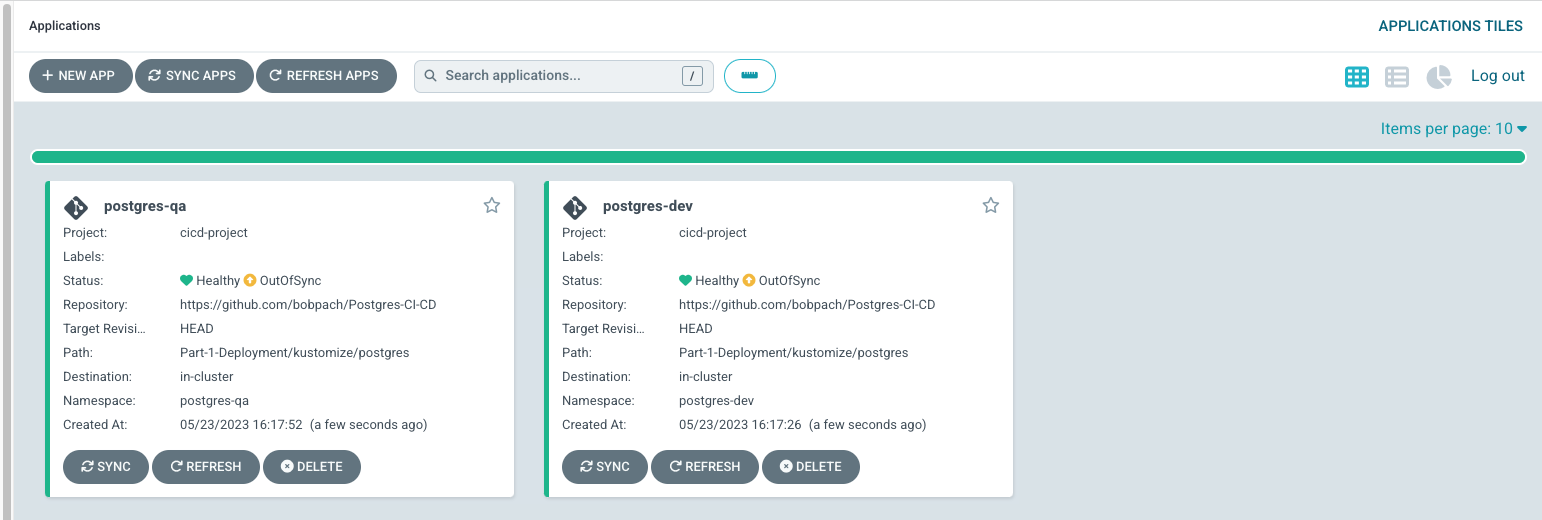 Applications
APPLICATIONS TILES
NEW APP
SYNC APPS
REFRESH APPS
Search applications...
/
Log out
Items per page: 10
postgres-qa
Project: cicd-project
Labels:
Status: Healthy OutOfSync
Repository: https://github.com/bobpach/Postgres-CI-CD
Target Revisi... HEAD
Path: Part-1-Deployment/kustomize/postgres
Destination: in-cluster
Namespace: postgres-qa
Created At: 05/23/2023 16:17:52 (a few seconds ago)
SYNC REFRESH DELETE
postgres-dev
Project: cicd-project
Labels:
Status: Healthy OutOfSync
Repository: https://github.com/bobpach/Postgres-CI-CD
Target Revisi... HEAD
Path: Part-1-Deployment/kustomize/postgres
Destination: in-cluster
Namespace: postgres-dev
Created At: 05/23/2023 16:17:26 (a few seconds ago)
SYNC REFRESH DELETE